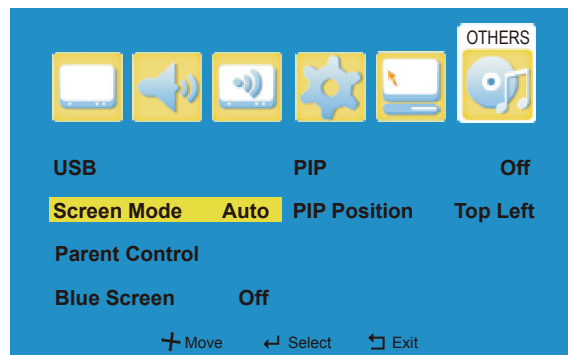 OTHERS
USB PIP Off
Screen Mode Auto PIP Position Top Left
Parent Control
Blue Screen Off
Move Select Exit